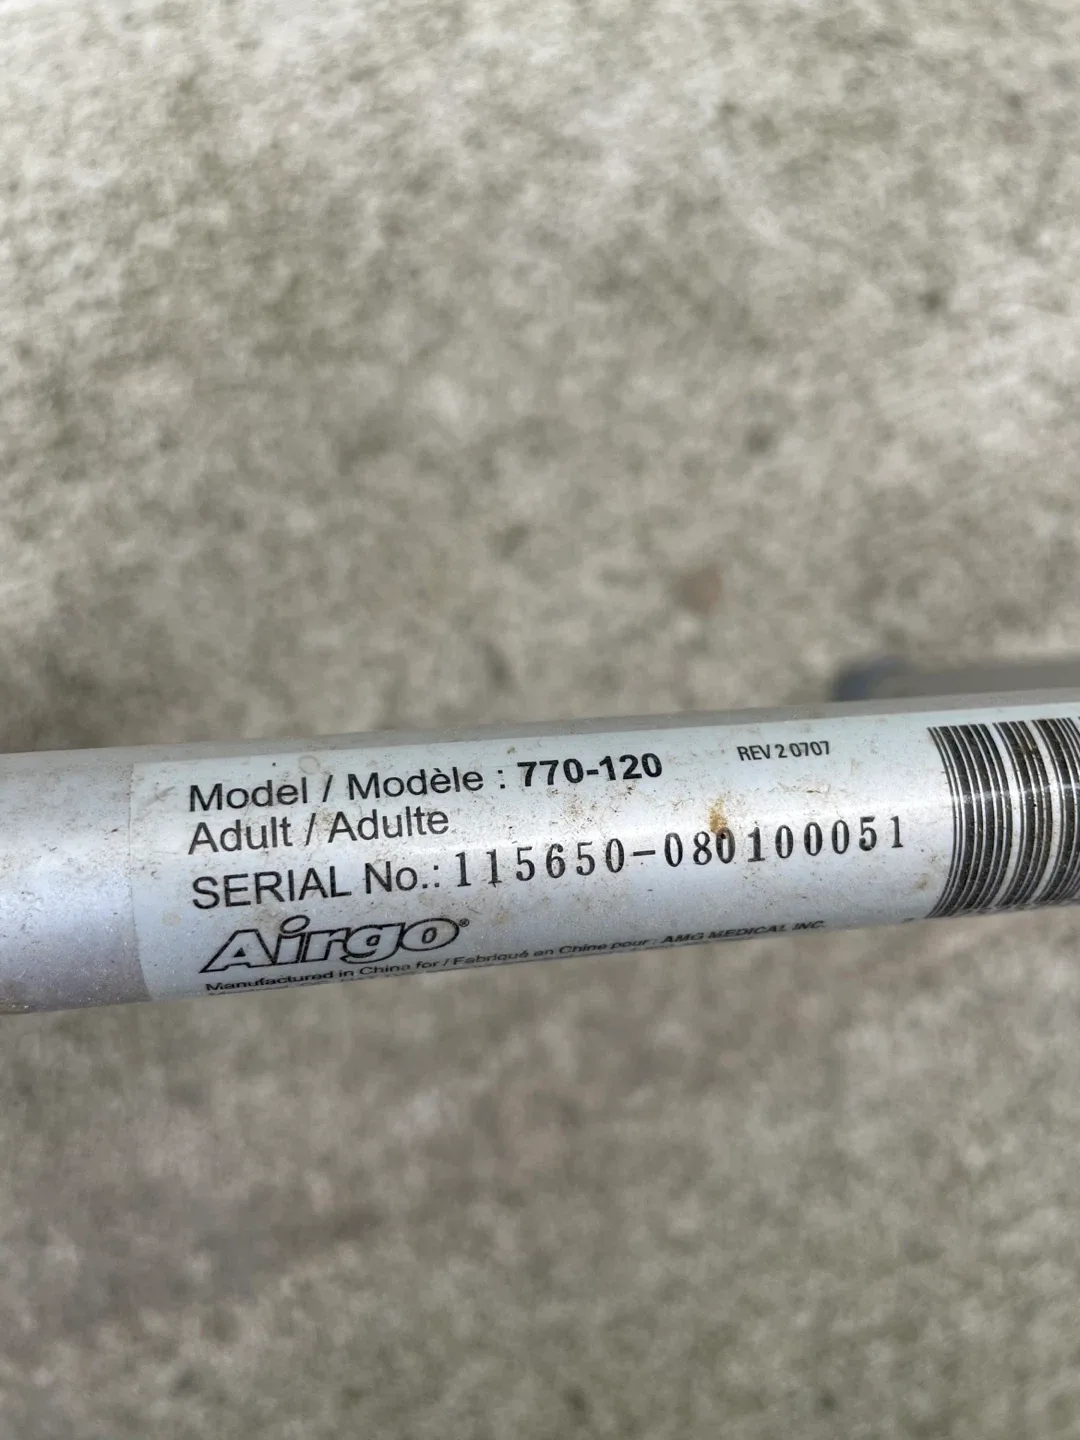 Model / Modèle : 770-120 REV 2 0707
Adult / Adulte
SERIAL No.: 115650-080100051
Airgo®
Manufactured in China for / Fabriqué en Chine pour : AMG MEDICAL INC.